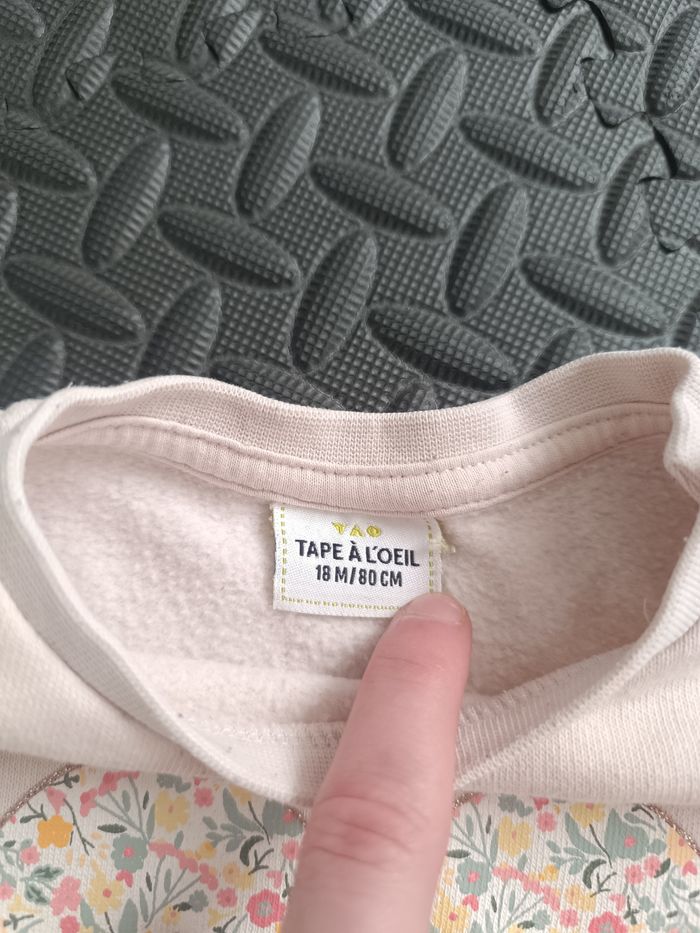 TAO
TAPE À L'OEIL
18 M/80 CM